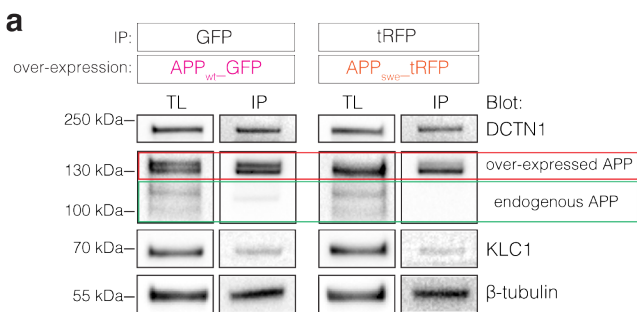 a
IP: GFP tRFP
over-expression: APPwt–GFP APPswe–tRFP
TL IP TL IP Blot:
250 kDa– DCTN1
130 kDa– over-expressed APP
100 kDa– endogenous APP
70 kDa– KLC1
55 kDa– β-tubulin